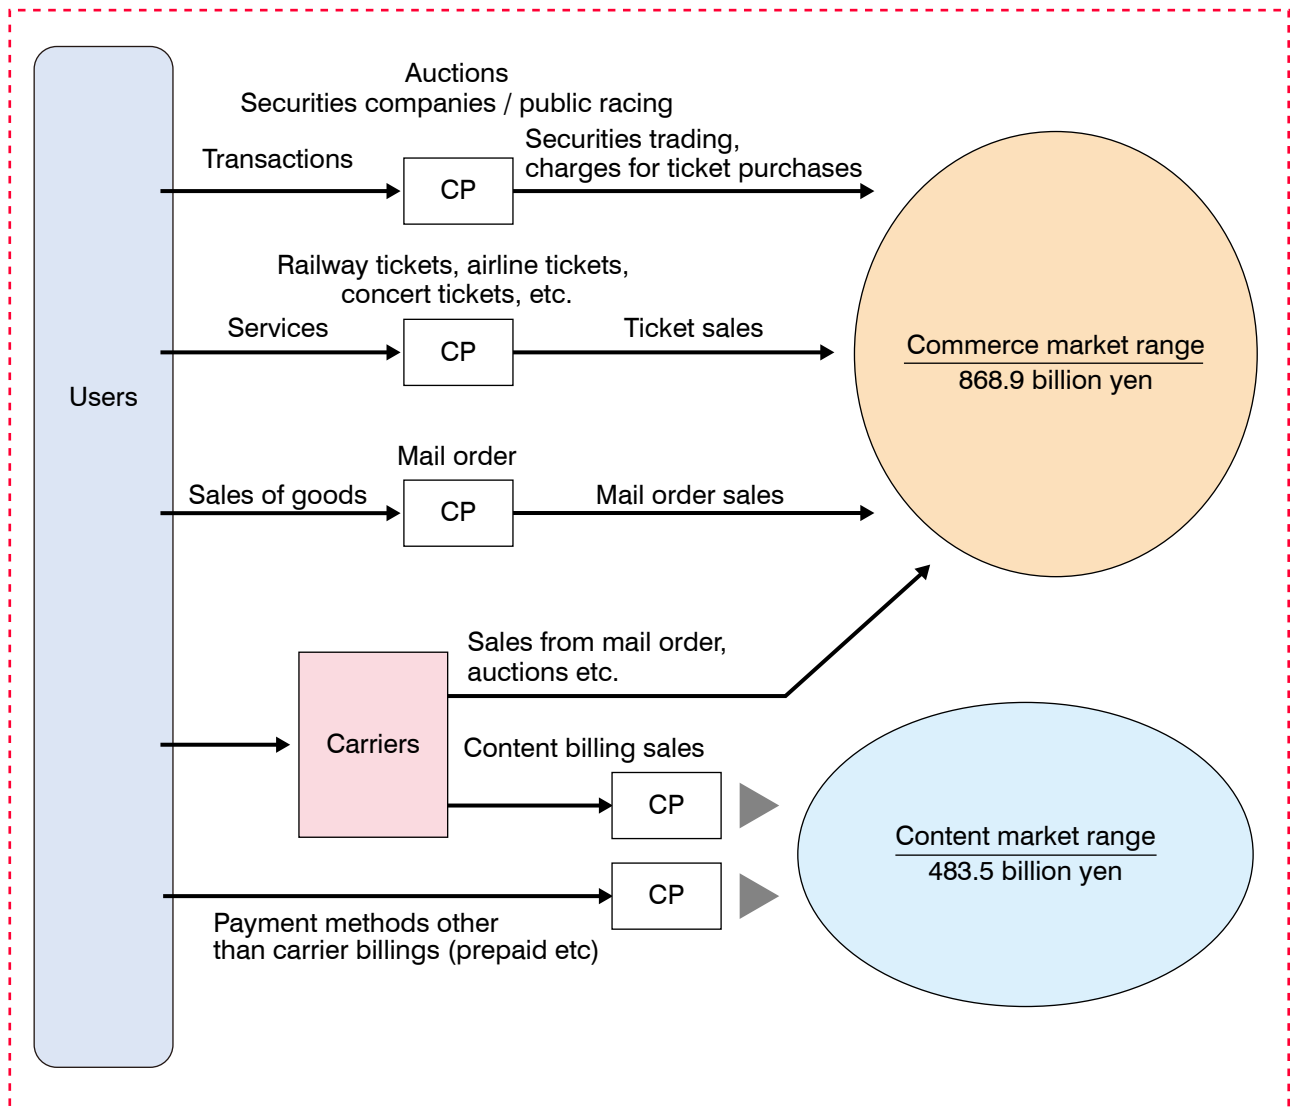 Auctions
Securities companies / public racing
Securities trading,
charges for ticket purchases
Transactions
CP
Railway tickets, airline tickets,
concert tickets, etc.
Services
CP
Ticket sales
Commerce market range
868.9 billion yen
Users
Mail order
Sales of goods
CP
Mail order sales
Sales from mail order,
auctions etc.
Carriers
Content billing sales
CP
Content market range
483.5 billion yen
CP
Payment methods other
than carrier billings (prepaid etc)